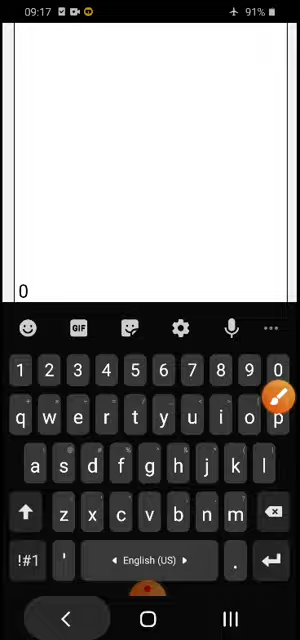 09:17 91%
0
GIF
1 2 3 4 5 6 7 8 9 0
q w e r t y u i o p
a s d f g h j k l
z x c v b n m
!#1 ' English (US) .